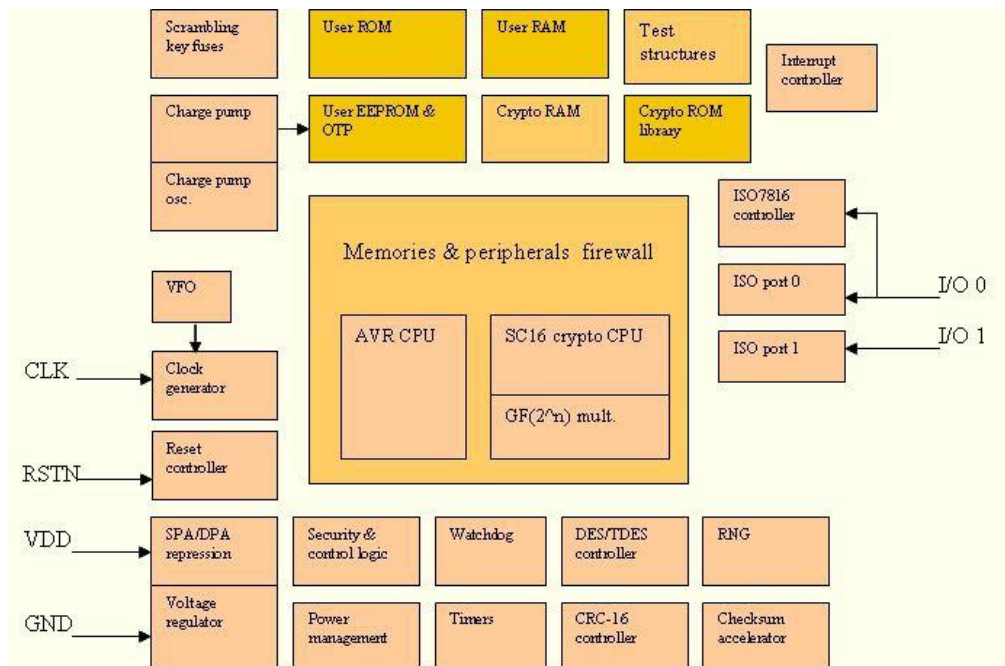 Scrambling
key fuses
User ROM
User RAM
Test
structures
Interrupt
controller
Charge pump
User EEPROM &
OTP
Crypto RAM
Crypto ROM
library
Charge pump
osc.
ISO7816
controller
Memories & peripherals firewall
VFO
ISO port 0
I/O 0
AVR CPU
SC16 crypto CPU
ISO port 1
I/O 1
CLK
Clock
generator
GF(2^n) mult.
RSTN
Reset
controller
VDD
SPA/DPA
repression
Security &
control logic
Watchdog
DES/TDES
controller
RNG
GND
Voltage
regulator
Power
management
Timers
CRC-16
controller
Checksum
accelerator